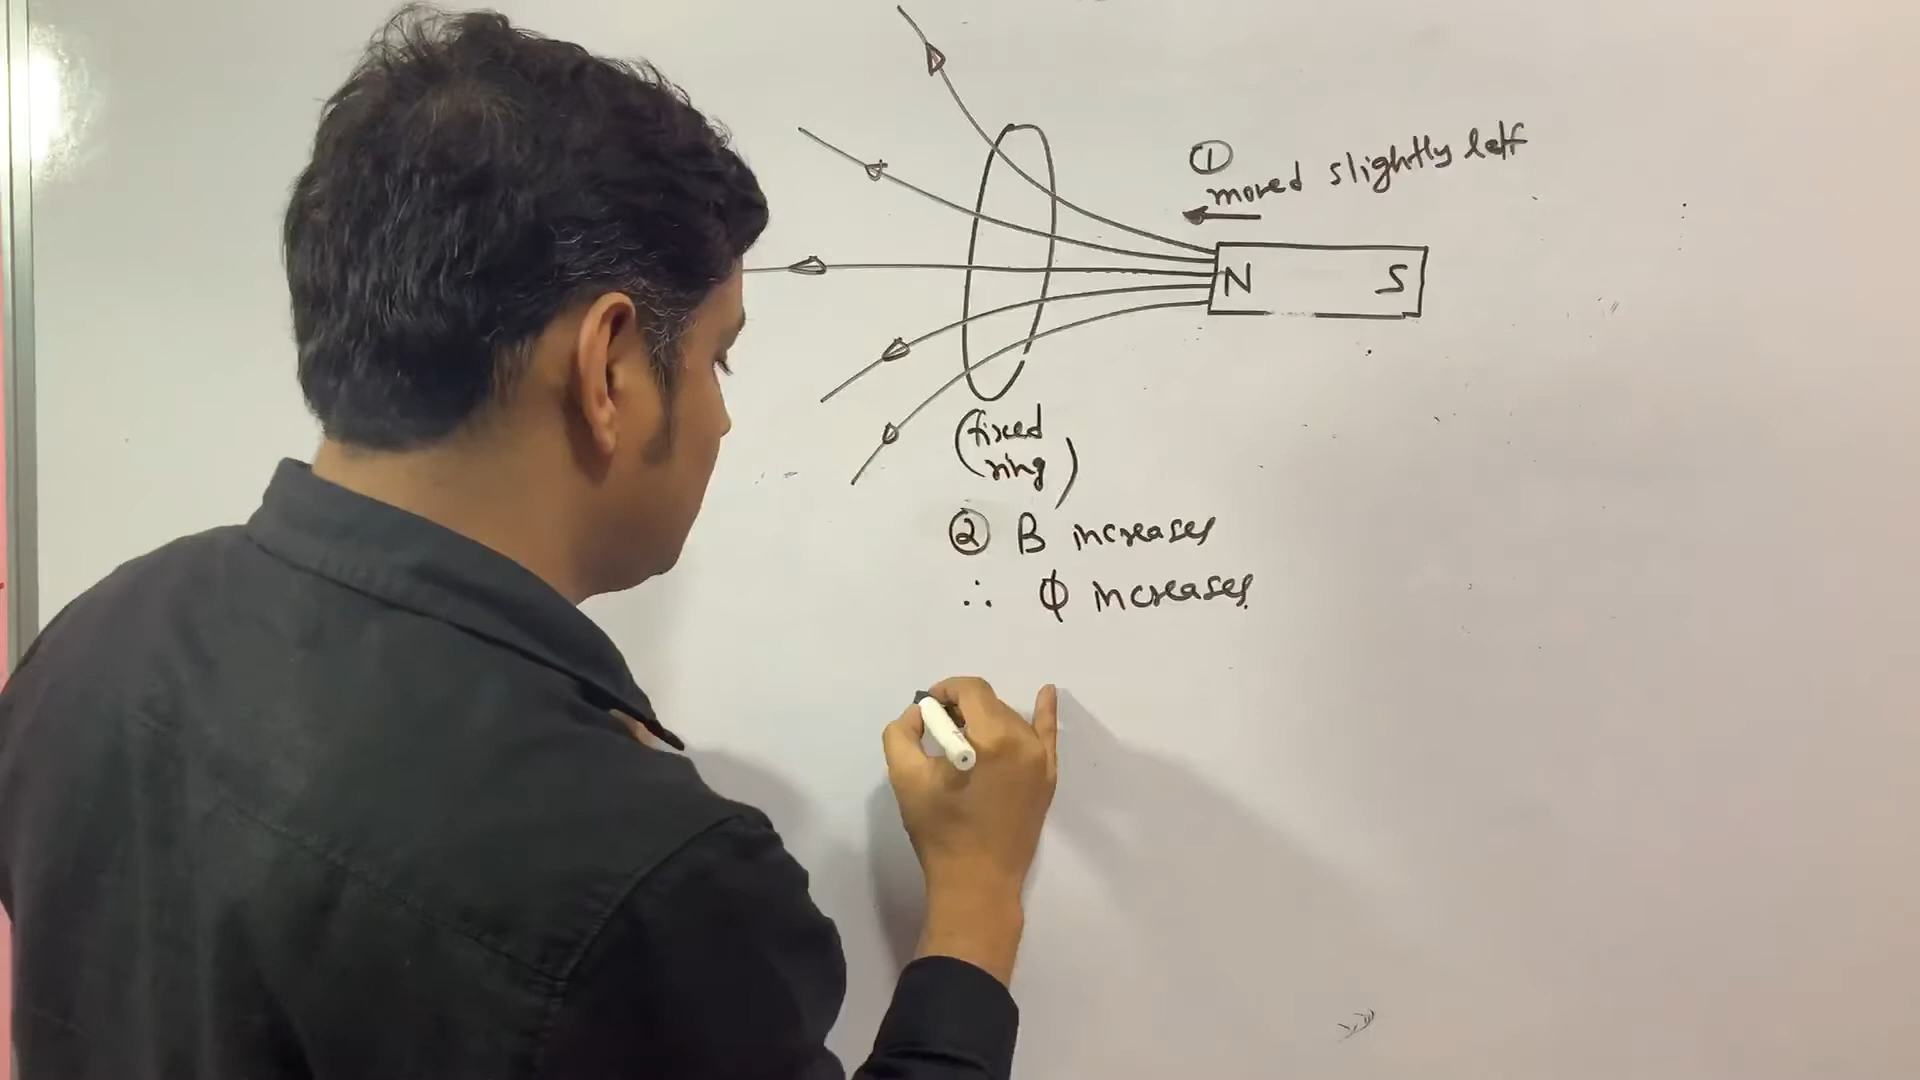 ①
moved slightly left
N S
(fixed
ring)
② B increases
∴ ϕ increases